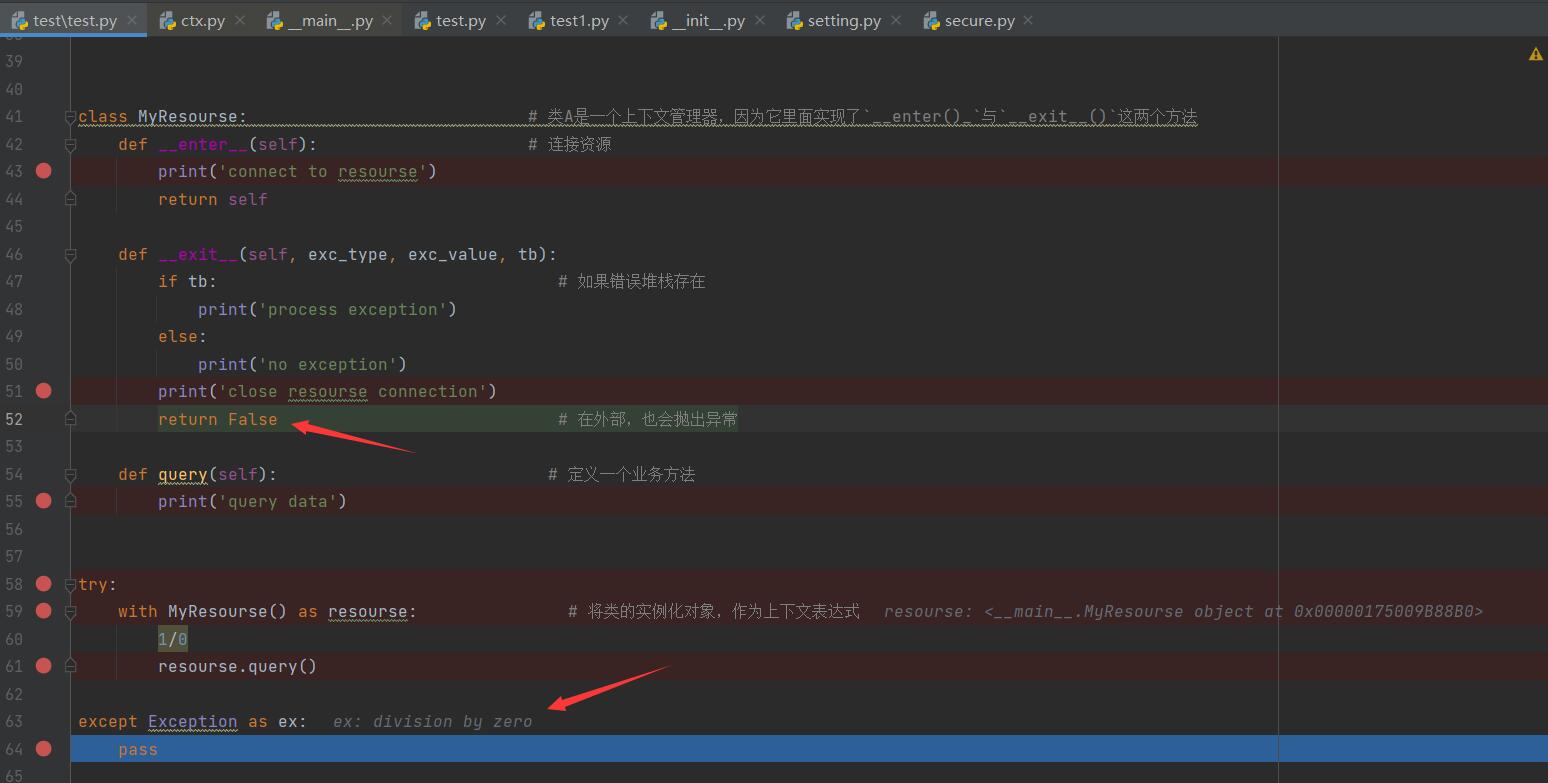 test\test.py ctx.py __main__.py test.py test1.py __init__.py setting.py secure.py
39
40
41 class MyResourse: # 类A是一个上下文管理器，因为它里面实现了`__enter()_`与`__exit__()`这两个方法
42 def __enter__(self): # 连接资源
43 print('connect to resourse')
44 return self
45
46 def __exit__(self, exc_type, exc_value, tb):
47 if tb: # 如果错误堆栈存在
48 print('process exception')
49 else:
50 print('no exception')
51 print('close resourse connection')
52 return False # 在外部，也会抛出异常
53
54 def query(self): # 定义一个业务方法
55 print('query data')
56
57
58 try:
59 with MyResourse() as resourse: # 将类的实例化对象，作为上下文表达式 resourse: <__main__.MyResourse object at 0x00000175009B88B0>
60 1/0
61 resourse.query()
62
63 except Exception as ex: ex: division by zero
64 pass
65